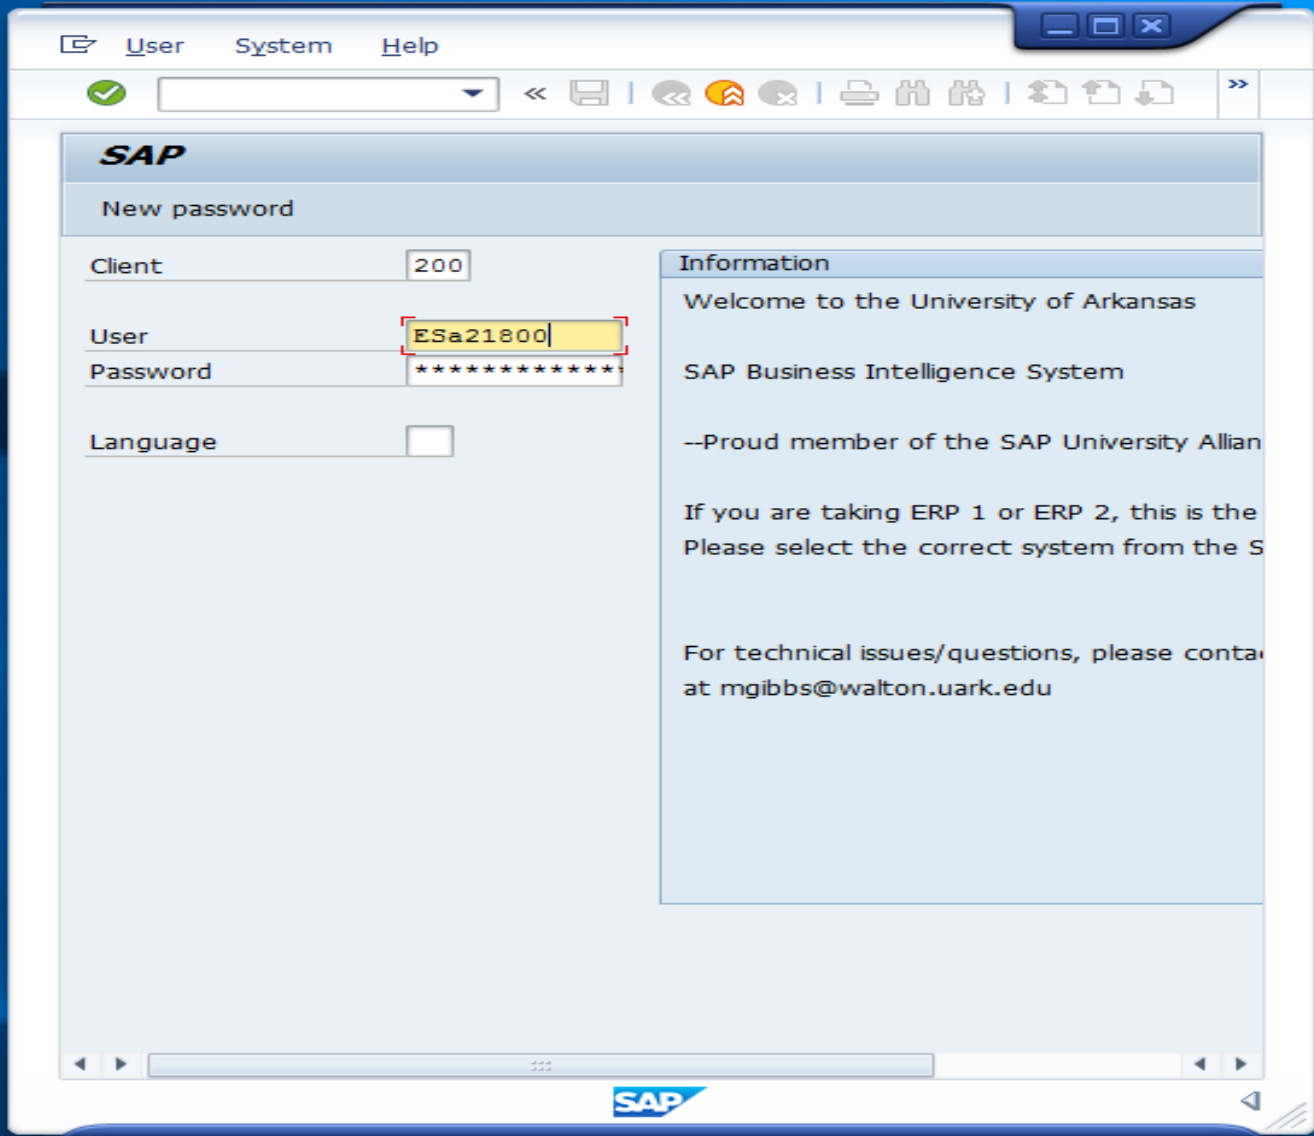 User System Help
SAP
New password
Client 200
User ESa21800
Password *************
Language
Information
Welcome to the University of Arkansas
SAP Business Intelligence System
--Proud member of the SAP University Allian
If you are taking ERP 1 or ERP 2, this is the
Please select the correct system from the S
For technical issues/questions, please conta
at mgibbs@walton.uark.edu
SAP